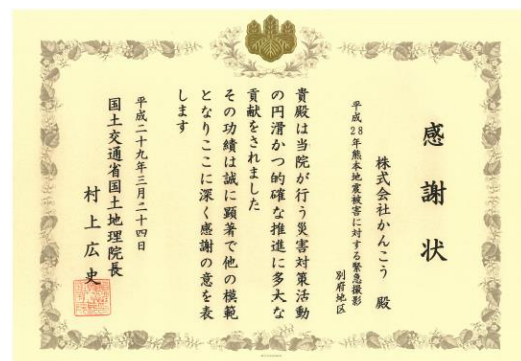 感謝状
株式会社かんこう 殿
平成28年熊本地震被害に対する緊急撮影
別府地区
貴殿は当院が行う災害対策活動
の円滑かつ的確な推進に多大な
貢献をされました
その功績は誠に顕著で他の模範
となりここに深く感謝の意を表
します
平成二十九年三月二十四日
国土交通省国土地理院長
村上広史